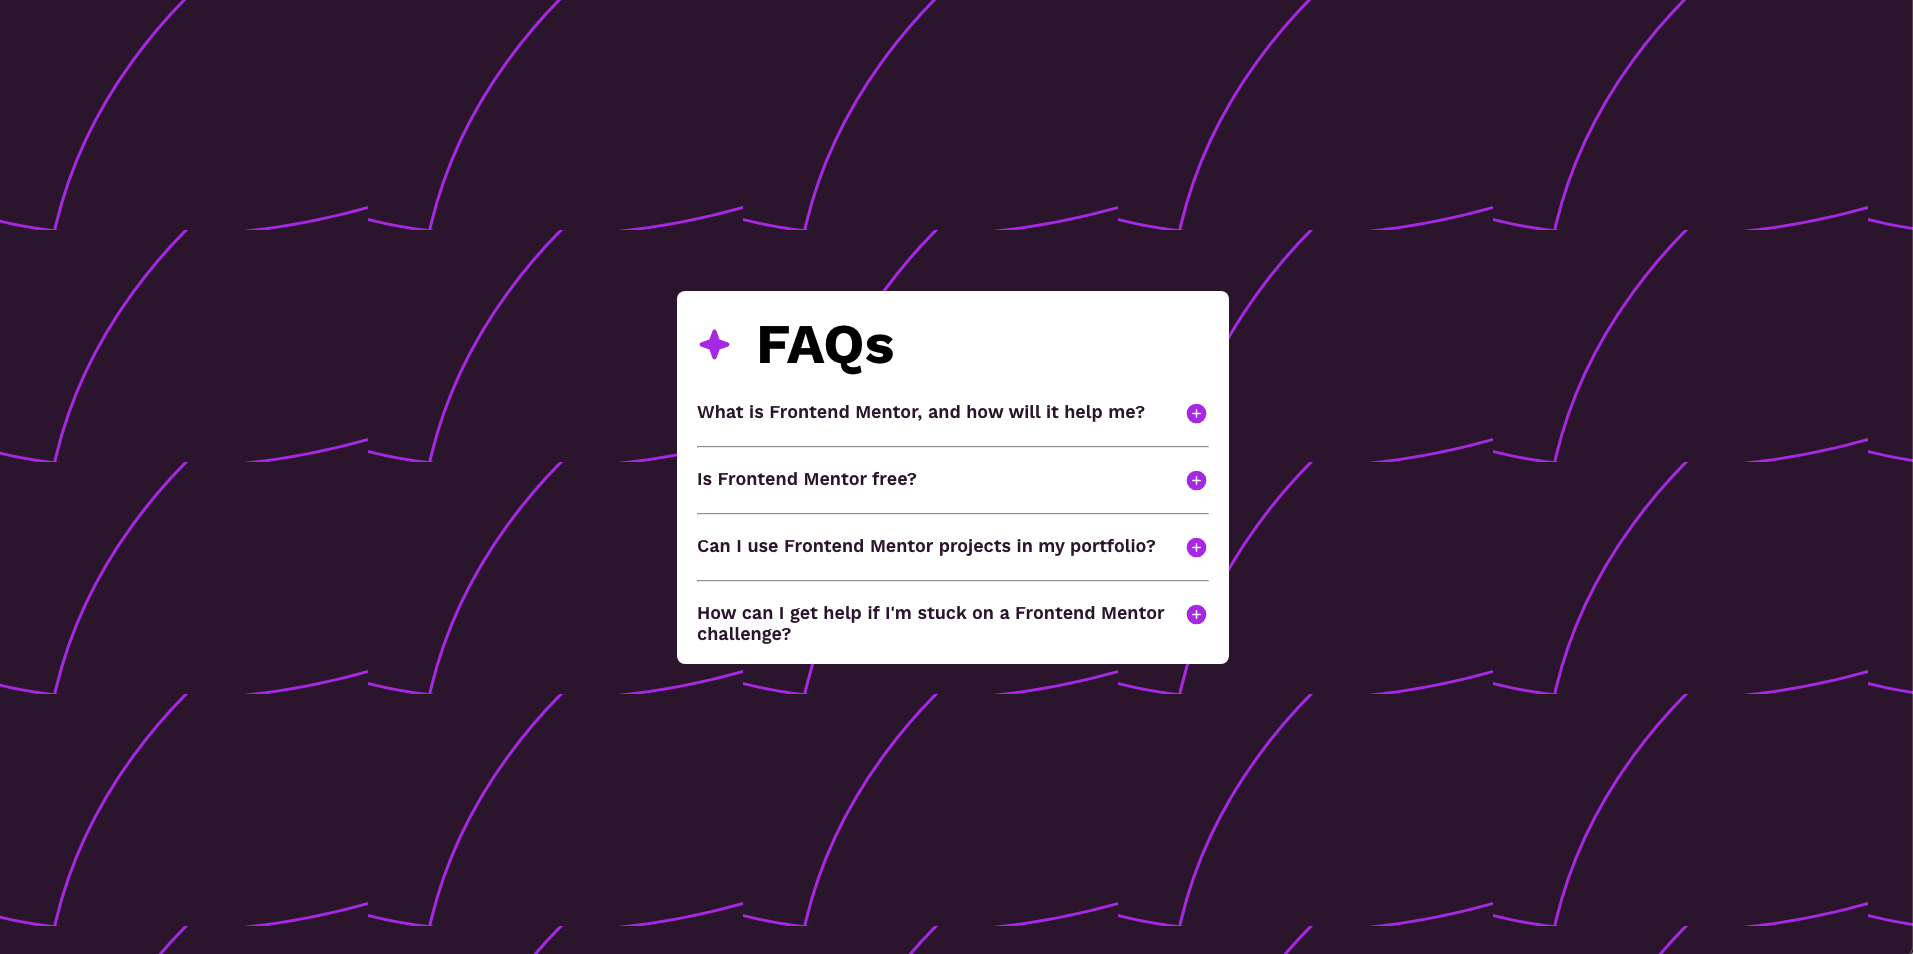 FAQs
What is Frontend Mentor, and how will it help me?
Is Frontend Mentor free?
Can I use Frontend Mentor projects in my portfolio?
How can I get help if I'm stuck on a Frontend Mentor
challenge?